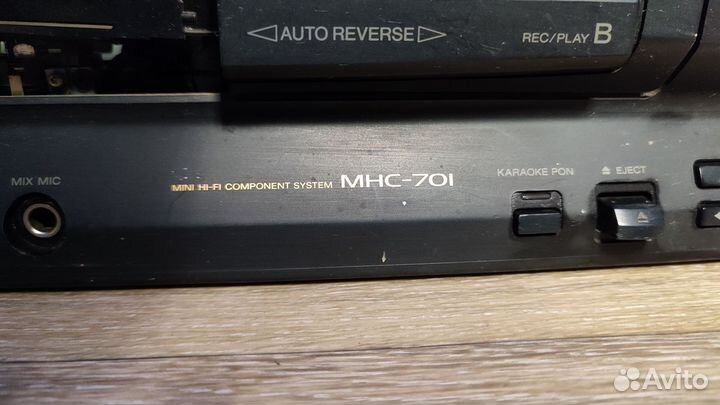 ◁AUTO REVERSE▷
REC/PLAY B
MIX MIC
MINI HI-FI COMPONENT SYSTEM MHC-701
KARAOKE PON
≜ EJECT
Avito